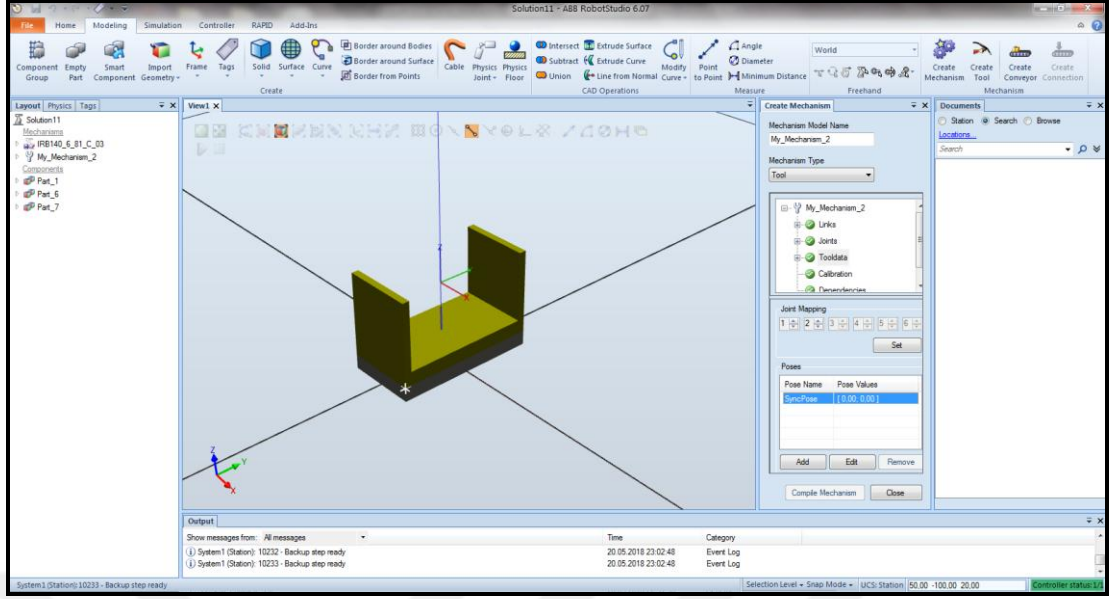 Solution11 - ABB RobotStudio 6.07
File Home Modeling Simulation Controller RAPID Add-Ins
Component Group
Empty Part
Smart Component
Import Geometry
Frame
Tags
Solid
Surface
Curve
Border around Bodies
Border around Surface
Border from Points
Cable
Physics Joint
Physics Floor
Intersect
Subtract
Union
Extrude Surface
Extrude Curve
Line from Normal
Modify Curve
Point to Point
Angle
Diameter
Minimum Distance
World
Create Mechanism
Create Tool
Create Conveyor
Create Connection
Create CAD Operations Measure Freehand Mechanism
Layout Physics Tags
Solution11
Mechanisms
IRB140_6_81_C_03
My_Mechanism_2
Components
Part_1
Part_6
Part_7
View1
Z
X
Z
Y
X
Create Mechanism
Mechanism Model Name
My_Mechanism_2
Mechanism Type
Tool
My_Mechanism_2
Links
Joints
Tooldata
Calibration
Dependencies
Joint Mapping
1 2 3 4 5 6
Set
Poses
Pose Name Pose Values
SyncPose [ 0,00; 0,00 ]
Add Edit Remove
Compile Mechanism Close
Documents
Station Search Browse
Locations...
Search
Output
Show messages from: All messages Time Category
System1 (Station): 10232 - Backup step ready 20.05.2018 23:02:48 Event Log
System1 (Station): 10233 - Backup step ready 20.05.2018 23:02:48 Event Log
System1 (Station):10233 - Backup step ready
Selection Level Snap Mode UCS: Station 50.00 -100.00 20.00 Controller status: 1/1